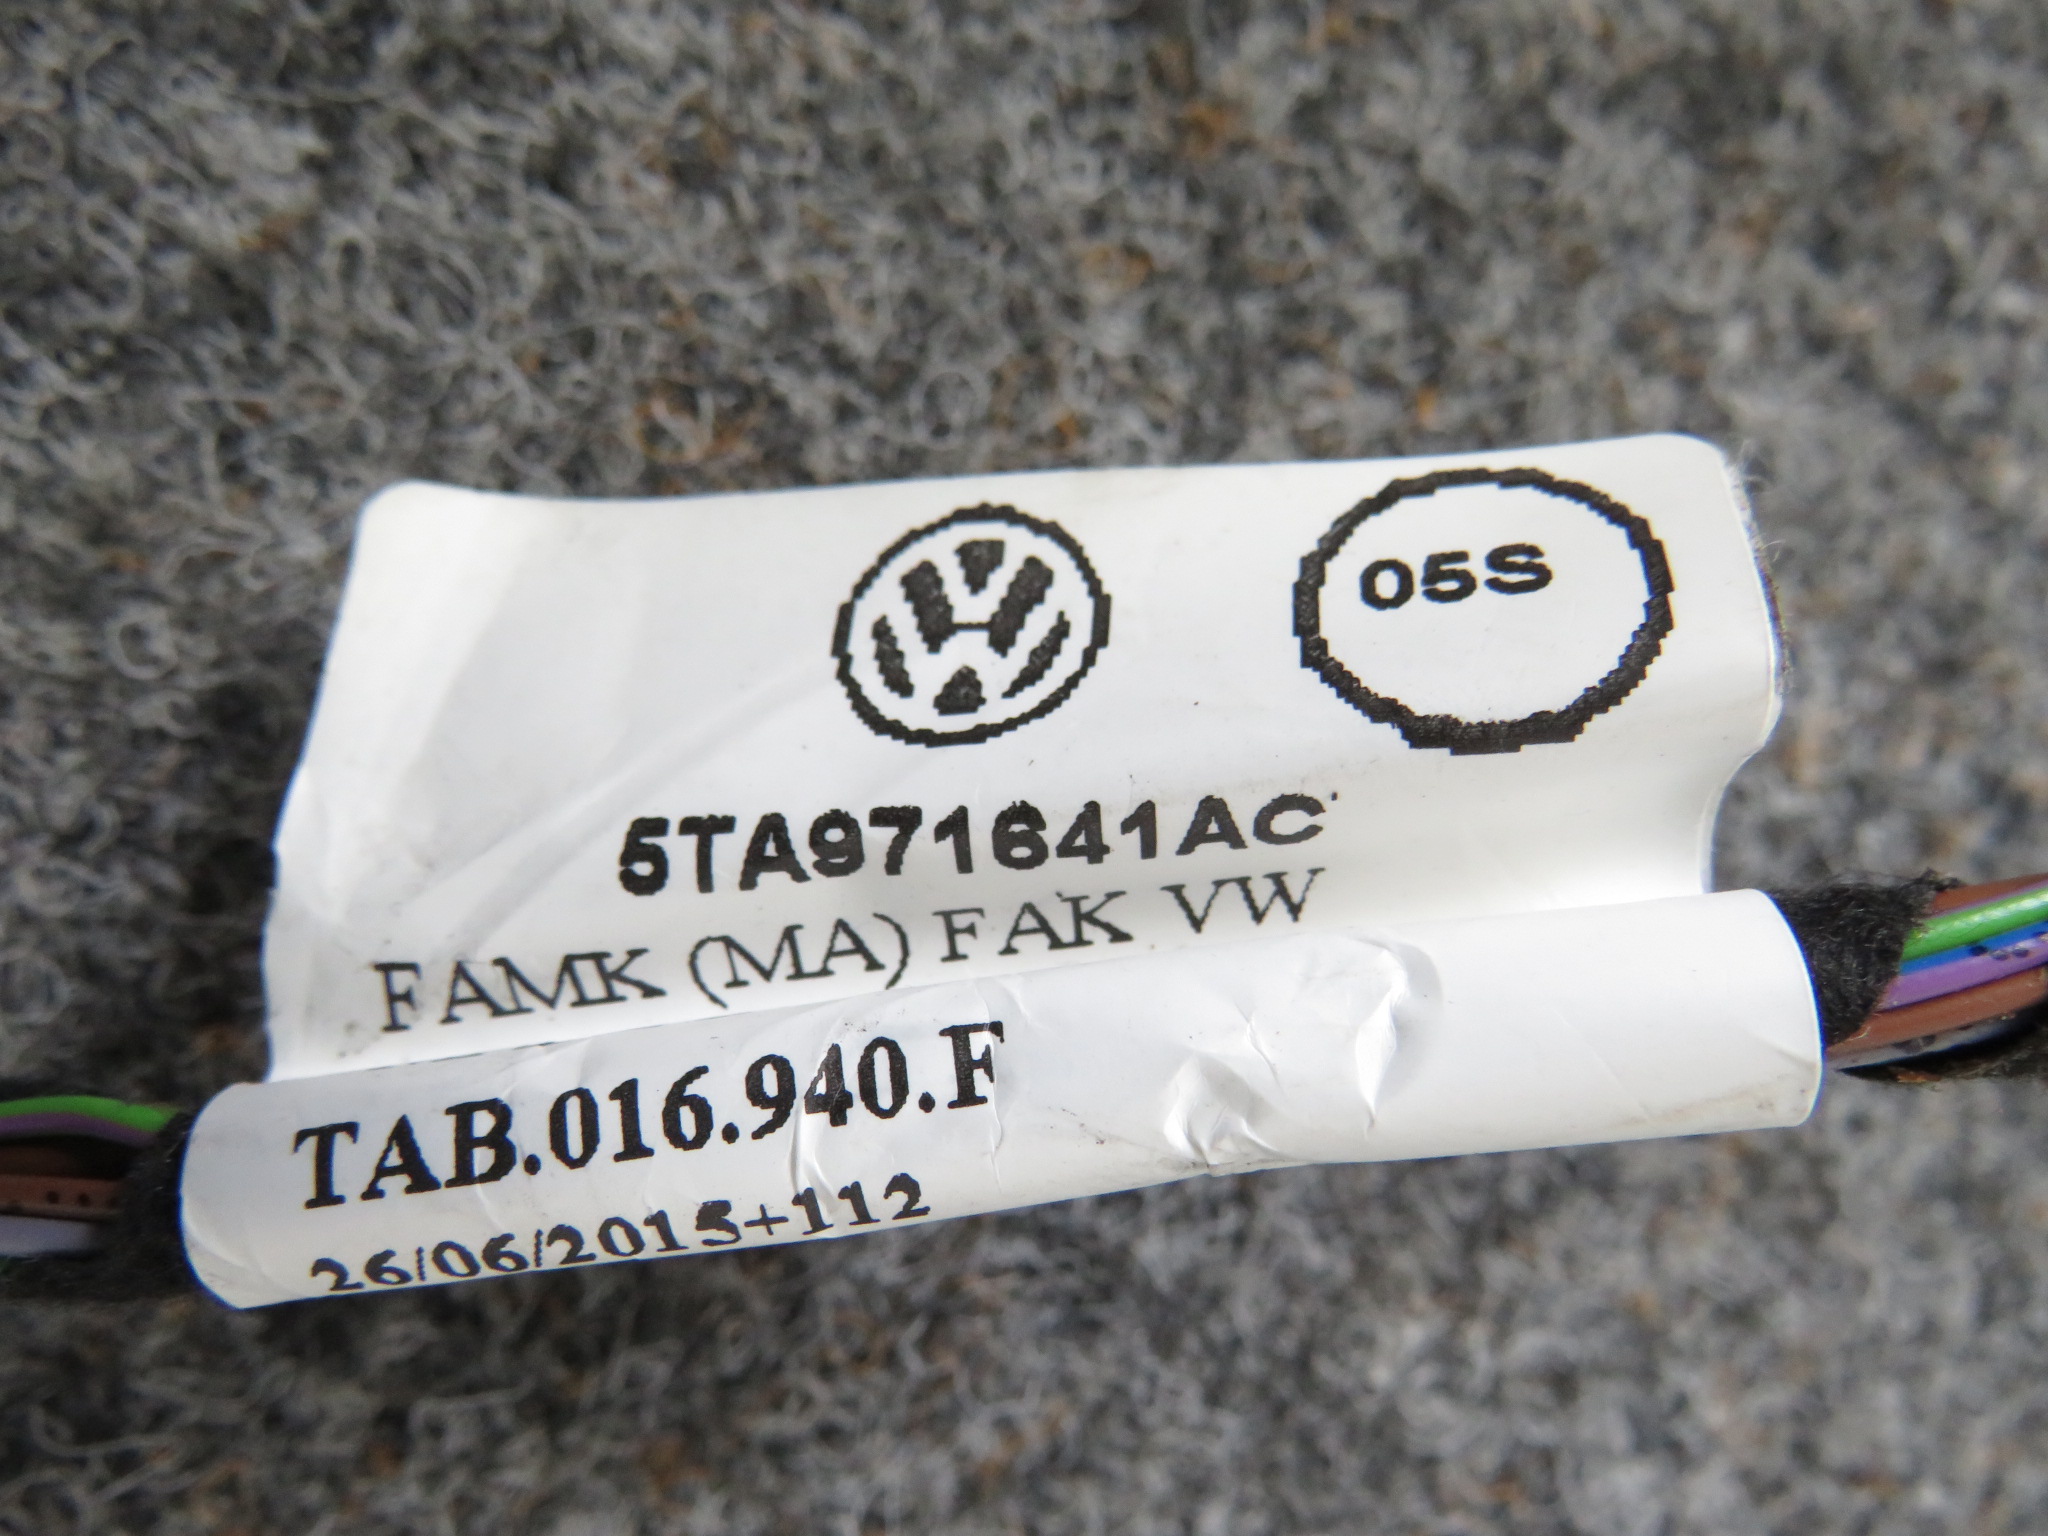 05S
5TA971641AC
FAMK (MA) FAK VW
TAB.016.940.F
26/06/2015+112